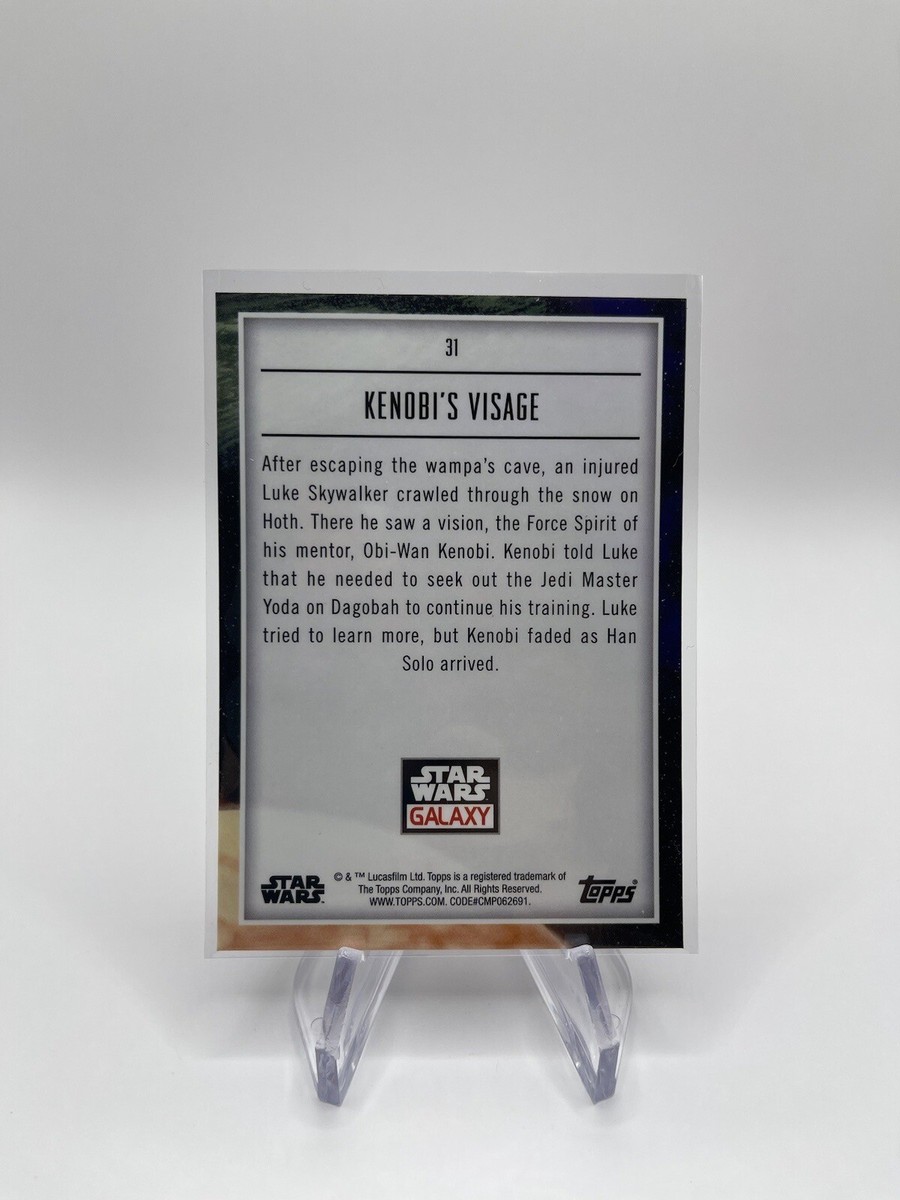 31
KENOBI'S VISAGE
After escaping the wampa's cave, an injured
Luke Skywalker crawled through the snow on
Hoth. There he saw a vision, the Force Spirit of
his mentor, Obi-Wan Kenobi. Kenobi told Luke
that he needed to seek out the Jedi Master
Yoda on Dagobah to continue his training. Luke
tried to learn more, but Kenobi faded as Han
Solo arrived.
STAR
WARS
GALAXY
STAR
WARS
© & ™ Lucasfilm Ltd. Topps is a registered trademark of
The Topps Company, Inc. All Rights Reserved.
WWW.TOPPS.COM. CODE#CMP062691.
topps®